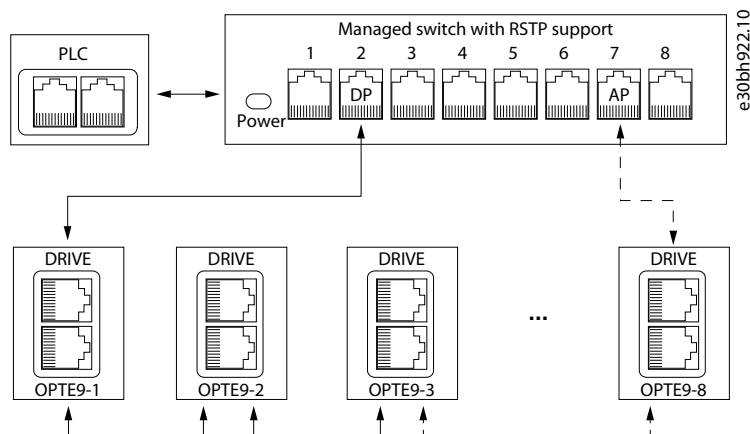 Managed switch with RSTP support
PLC
1 2 3 4 5 6 7 8
DP AP
Power
e30bh922.10
DRIVE DRIVE DRIVE DRIVE
...
OPTE9-1 OPTE9-2 OPTE9-3 OPTE9-8